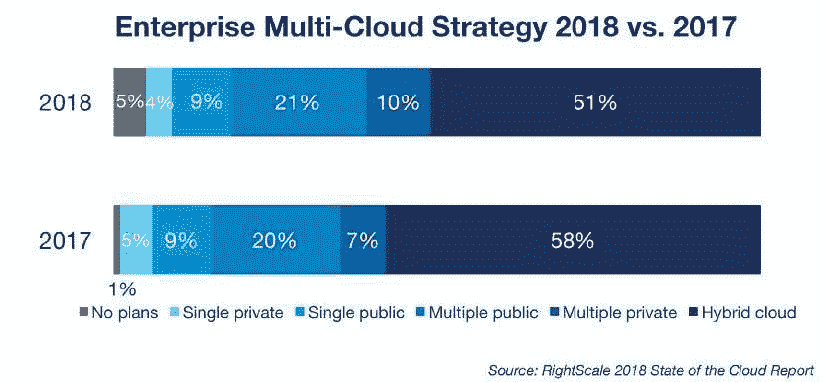 Enterprise Multi-Cloud Strategy 2018 vs. 2017
2018 5% 4% 9% 21% 10% 51%
2017 5% 9% 20% 7% 58%
1%
No plans Single private Single public Multiple public Multiple private Hybrid cloud
Source: RightScale 2018 State of the Cloud Report